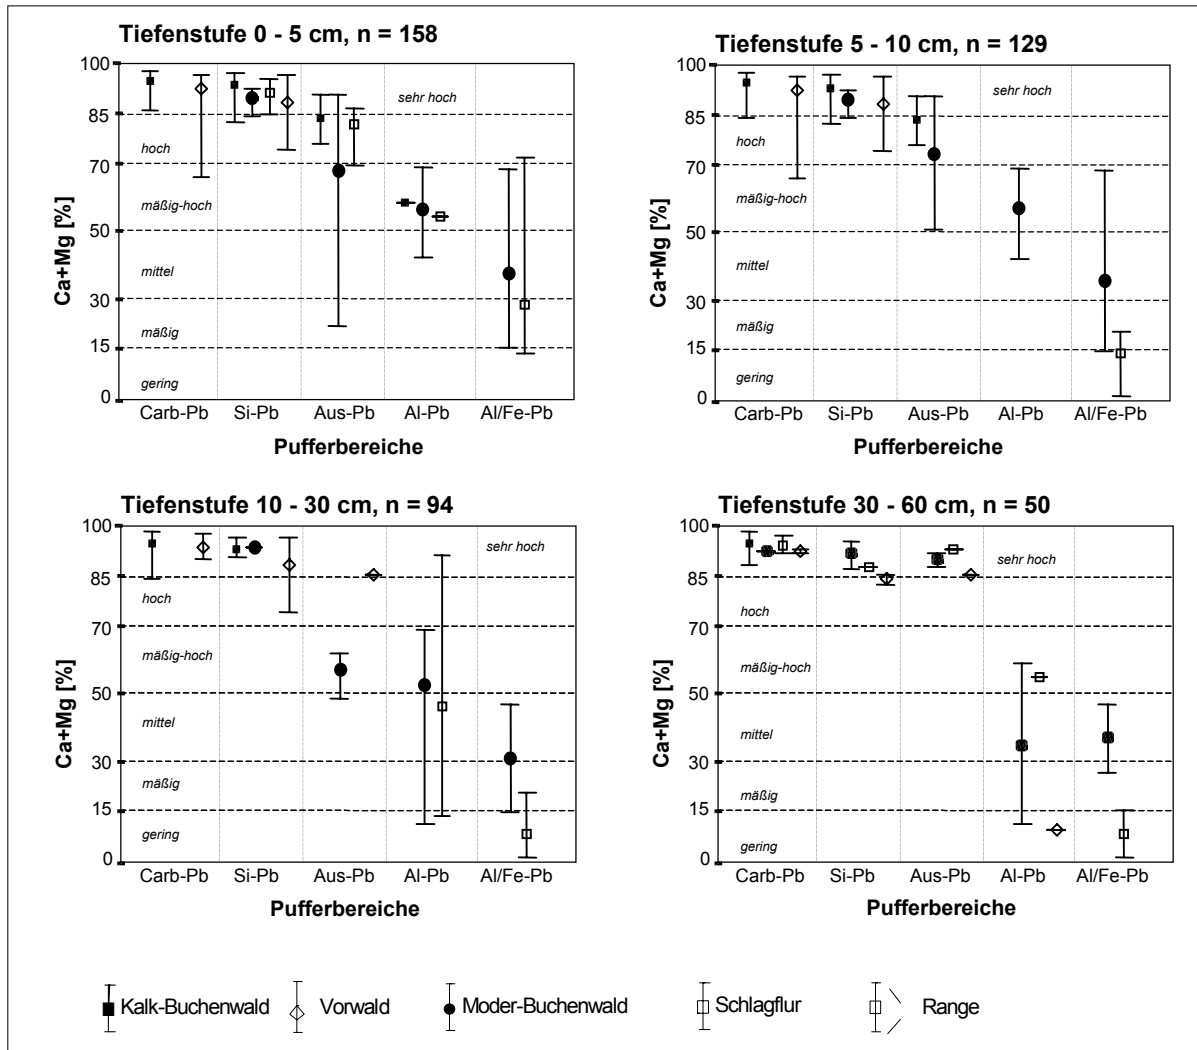 Tiefenstufe 0 - 5 cm, n = 158
100
85
70
50
30
15
0
Ca+Mg [%]
sehr hoch
hoch
mäßig-hoch
mittel
mäßig
gering
Carb-Pb Si-Pb Aus-Pb Al-Pb Al/Fe-Pb
Pufferbereiche
Tiefenstufe 5 - 10 cm, n = 129
100
85
70
50
30
15
0
Ca+Mg [%]
sehr hoch
hoch
mäßig-hoch
mittel
mäßig
gering
Carb-Pb Si-Pb Aus-Pb Al-Pb Al/Fe-Pb
Pufferbereiche
Tiefenstufe 10 - 30 cm, n = 94
100
85
70
50
30
15
0
Ca+Mg [%]
sehr hoch
hoch
mäßig-hoch
mittel
mäßig
gering
Carb-Pb Si-Pb Aus-Pb Al-Pb Al/Fe-Pb
Pufferbereiche
Tiefenstufe 30 - 60 cm, n = 50
100
85
70
50
30
15
0
Ca+Mg [%]
sehr hoch
hoch
mäßig-hoch
mittel
mäßig
gering
Carb-Pb Si-Pb Aus-Pb Al-Pb Al/Fe-Pb
Pufferbereiche
Kalk-Buchenwald Vorwald Moder-Buchenwald Schlagflur Range